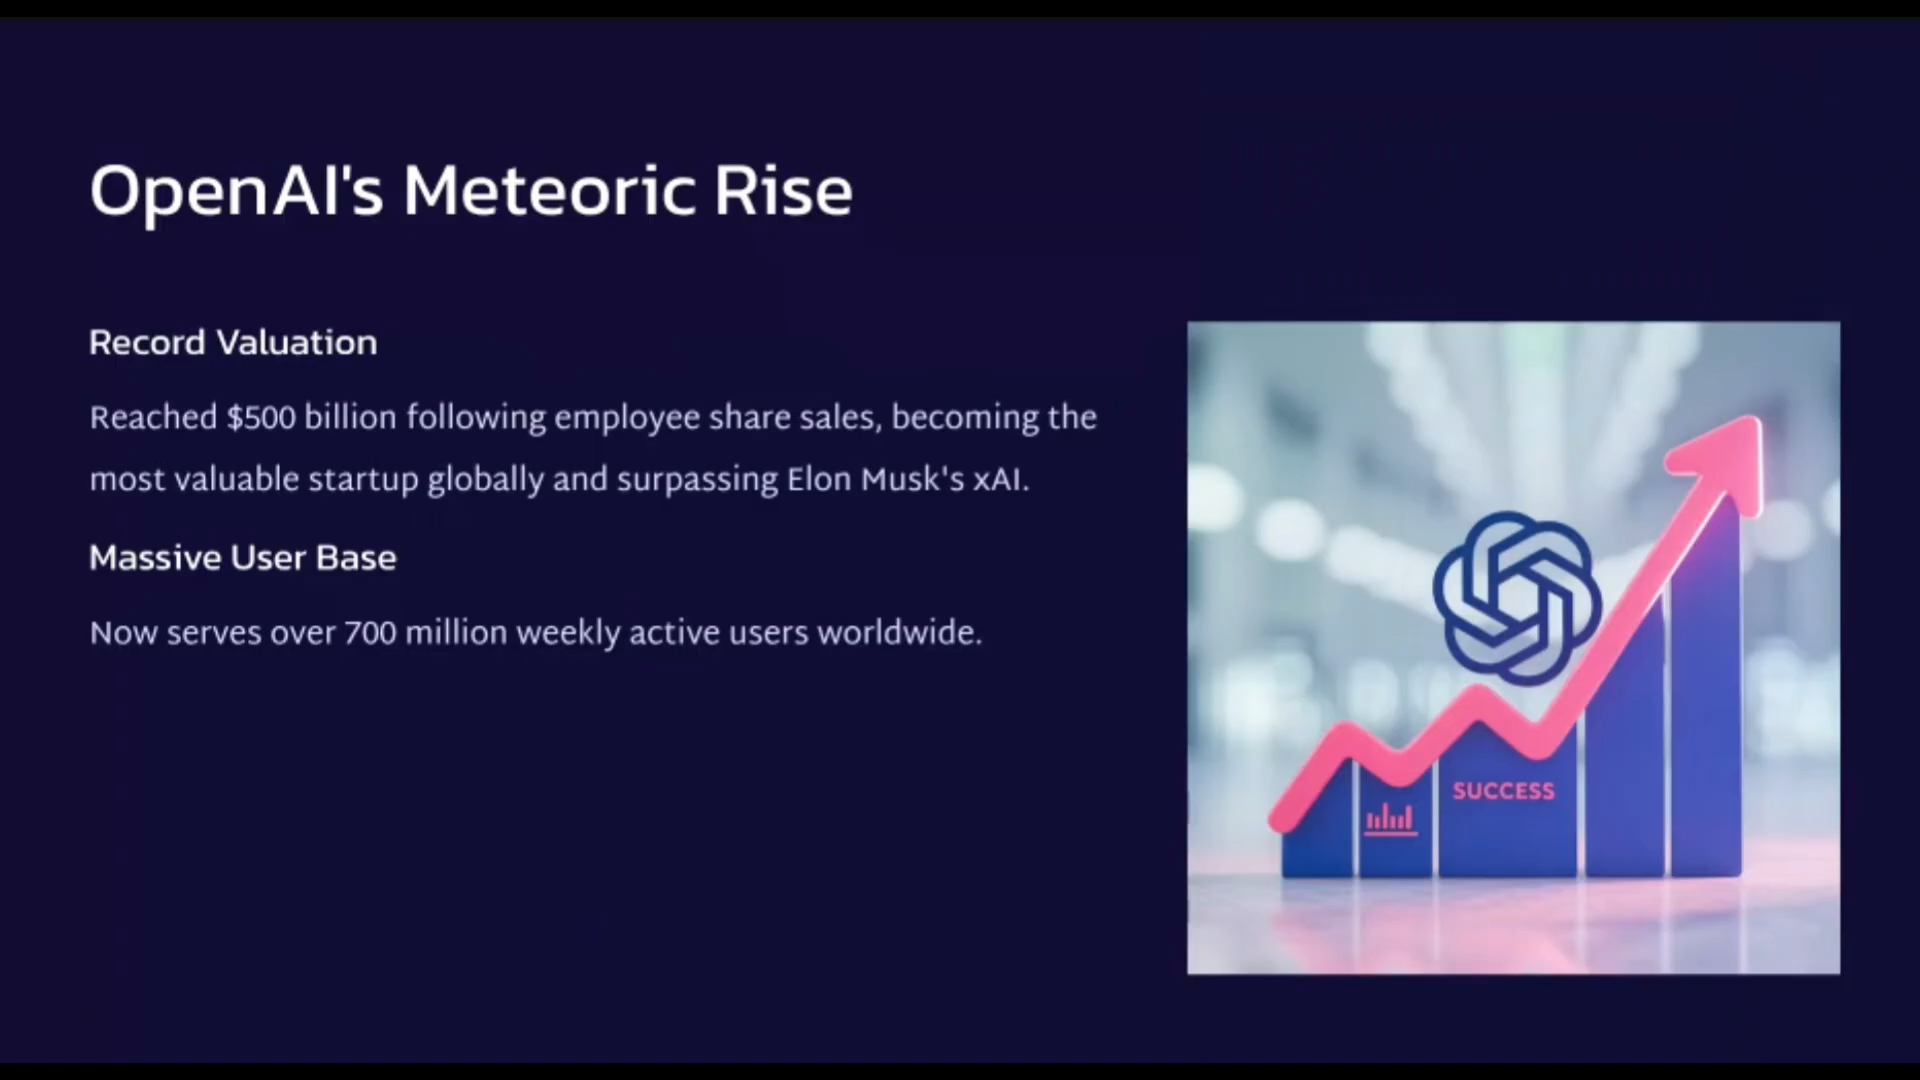 OpenAI's Meteoric Rise
Record Valuation
Reached $500 billion following employee share sales, becoming the
most valuable startup globally and surpassing Elon Musk's xAI.
Massive User Base
Now serves over 700 million weekly active users worldwide.
SUCCESS